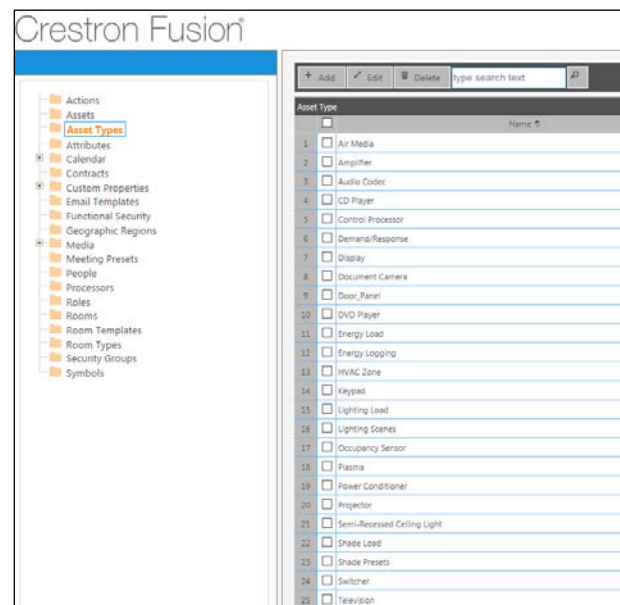 Crestron Fusion®
+ Add Edit Delete type search text
Actions
Assets
Asset Types
Attributes
Calendar
Contracts
Custom Properties
Email Templates
Functional Security
Geographic Regions
Media
Meeting Presets
People
Processors
Roles
Rooms
Room Templates
Room Types
Security Groups
Symbols
Asset Type
Name
1 Air Media
2 Amplifier
3 Audio Codec
4 CD Player
5 Control Processor
6 Demand/Response
7 Display
8 Document Camera
9 Door_Panel
10 DVD Player
11 Energy Load
12 Energy Logging
13 HVAC Zone
14 Keypad
15 Lighting Load
16 Lighting Scenes
17 Occupancy Sensor
18 Plasma
19 Power Conditioner
20 Projector
21 Semi-Recessed Ceiling Light
22 Shade Load
23 Shade Presets
24 Switcher
25 Television